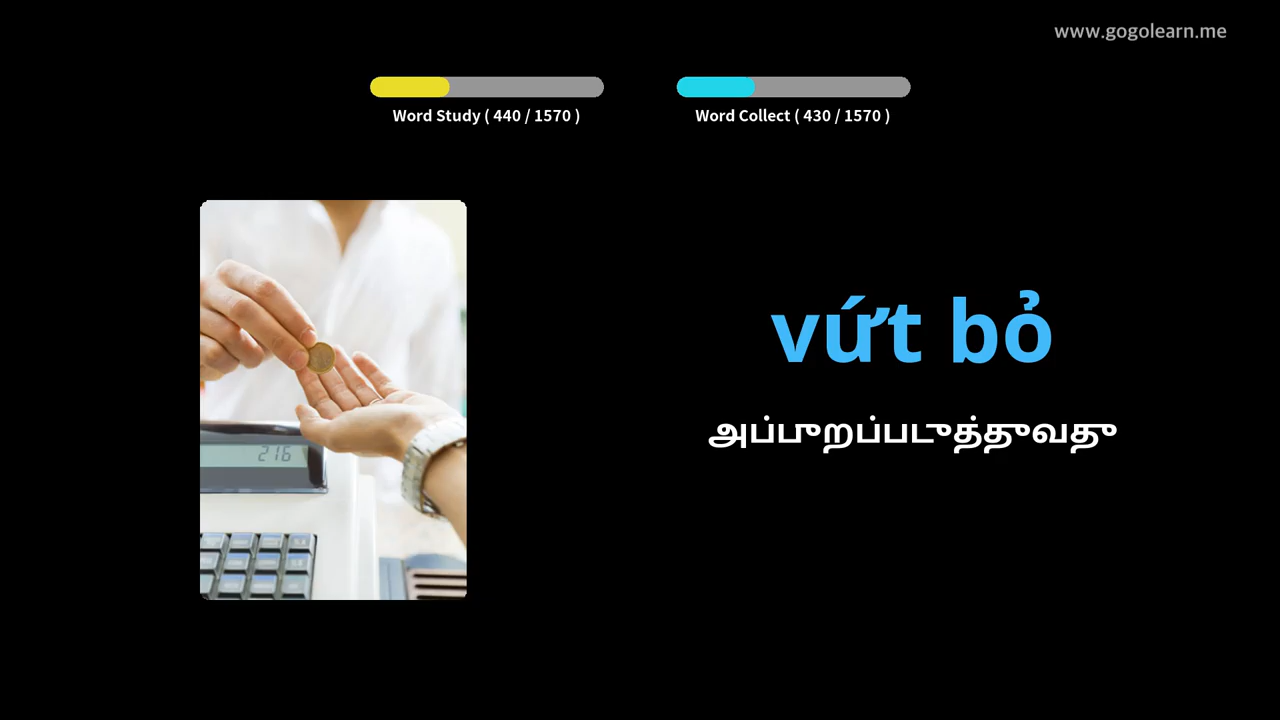 www.gogolearn.me
Word Study ( 440 / 1570 )
Word Collect ( 430 / 1570 )
vứt bỏ
அப்புறப்படுத்துவது
216